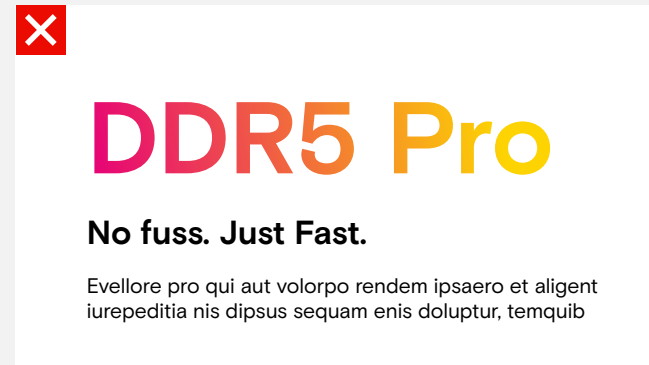 DDR5 Pro
No fuss. Just Fast.
Evellore pro qui aut volorpo rendem ipsaero et aligent
iurepeditia nis dipsus sequam enis doluptur, temquib